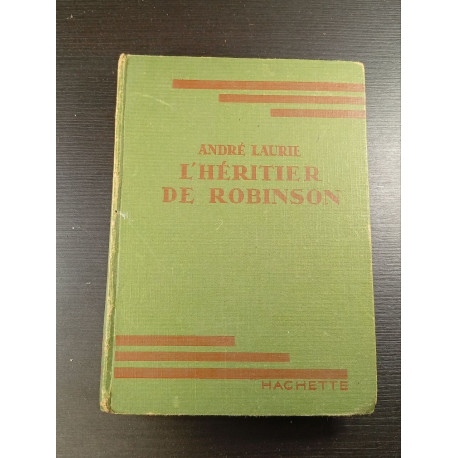 ANDRÉ LAURIE
L'HÉRITIER
DE ROBINSON
HACHETTE